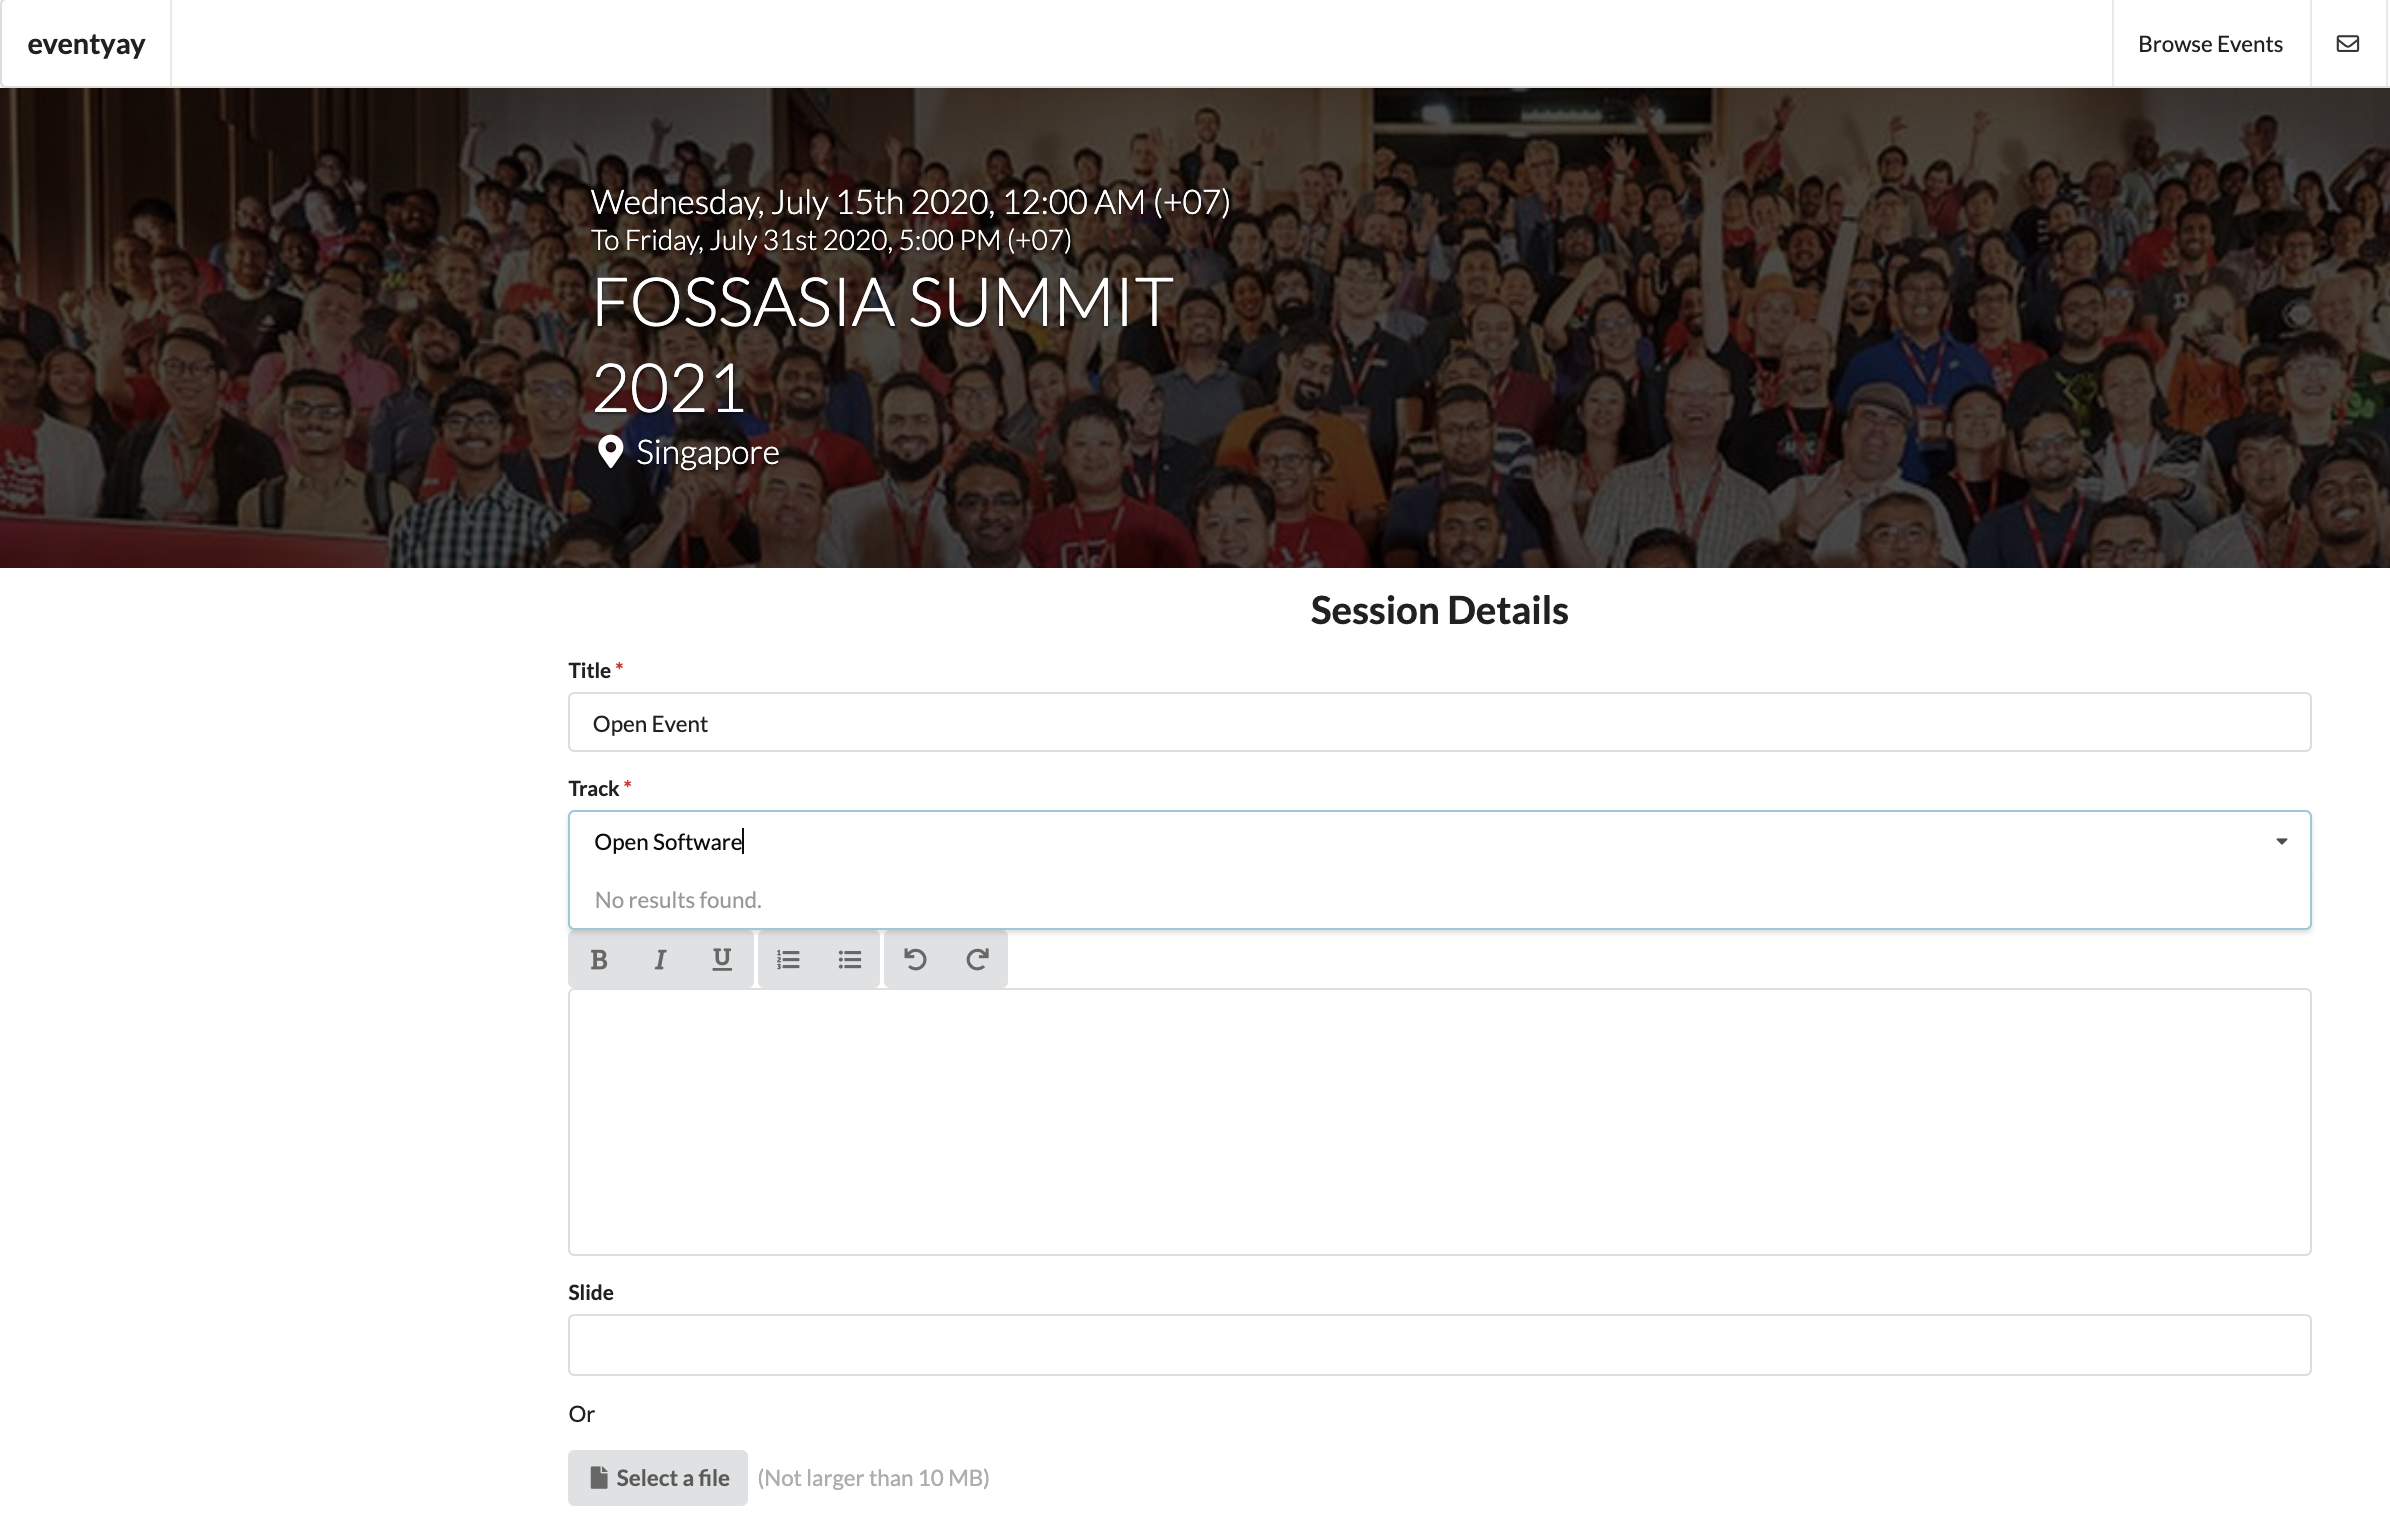 eventyay
Browse Events
Wednesday, July 15th 2020, 12:00 AM (+07)
To Friday, July 31st 2020, 5:00 PM (+07)
FOSSASIA SUMMIT
2021
Singapore
Session Details
Title *
Open Event
Track *
Open Software
No results found.
B I U
Slide
Or
Select a file (Not larger than 10 MB)